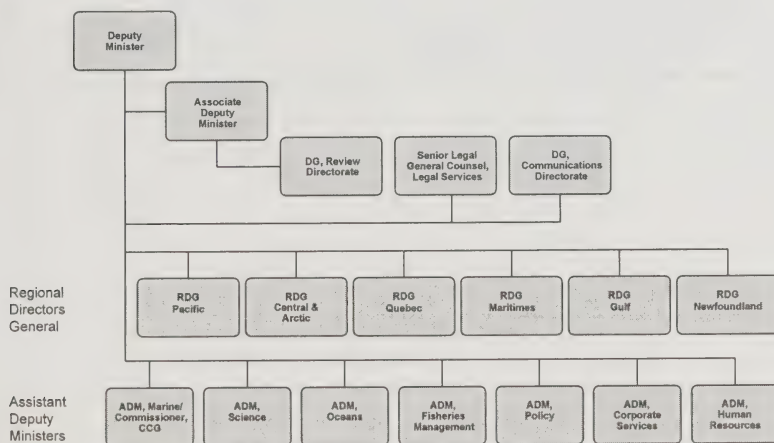 Deputy
Minister
Associate
Deputy
Minister
DG, Review
Directorate
Senior Legal
General Counsel,
Legal Services
DG,
Communications
Directorate
Regional
Directors
General
RDG
Pacific
RDG
Central &
Arctic
RDG
Quebec
RDG
Maritimes
RDG
Gulf
RDG
Newfoundland
Assistant
Deputy
Ministers
ADM, Marine/
Commissioner,
CCG
ADM,
Science
ADM,
Oceans
ADM,
Fisheries
Management
ADM,
Policy
ADM,
Corporate
Services
ADM,
Human
Resources